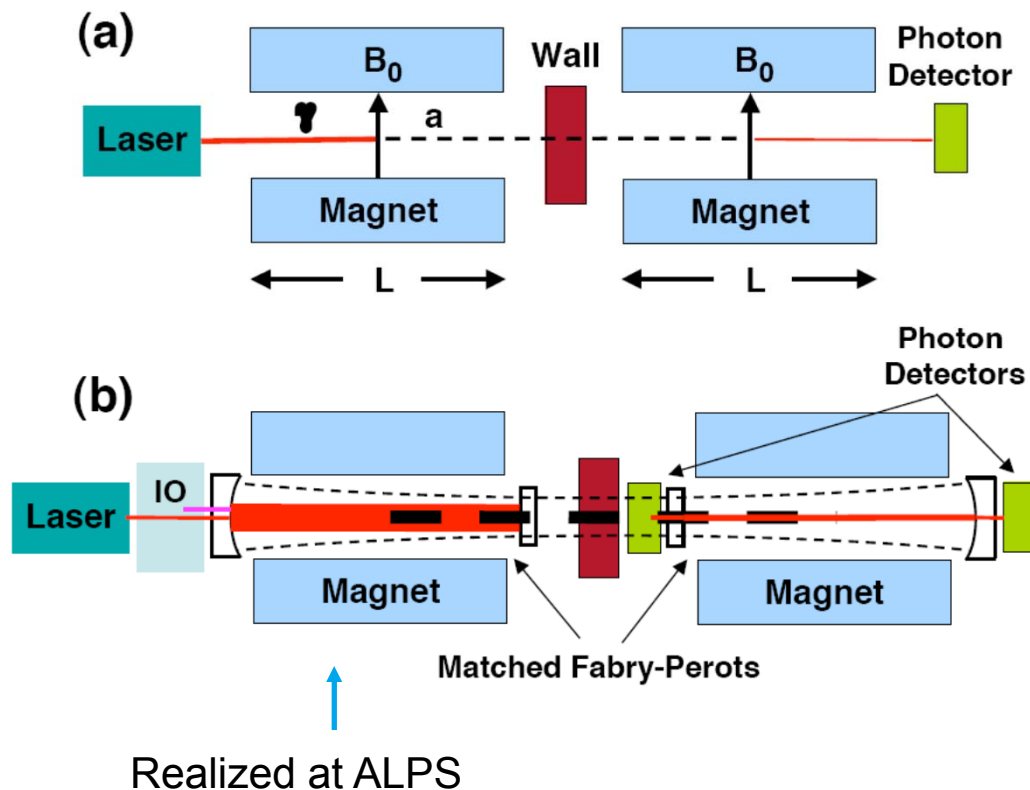 (a)
B0
Wall
B0
Photon
Detector
Laser
a
Magnet
Magnet
L
L
Photon
Detectors
(b)
IO
Laser
Magnet
Magnet
Matched Fabry-Perots
Realized at ALPS